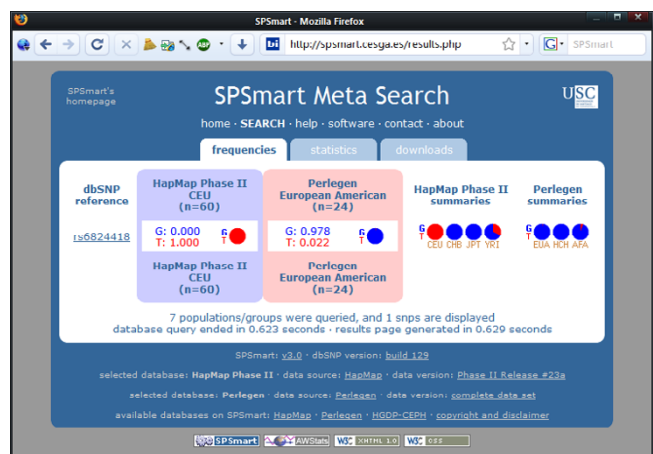 SPSmart - Mozilla Firefox
http://spsmart.cesga.es/results.php
SPSmart
SPSmart's
homepage
SPSmart Meta Search
USC
home · SEARCH · help · software · contact · about
frequencies statistics downloads
dbSNP
reference
HapMap Phase II
CEU
(n=60)
Perlegen
European American
(n=24)
HapMap Phase II
summaries
Perlegen
summaries
rs6824418
G: 0.000
T: 1.000
G
T
G: 0.978
T: 0.022
G
T
G
T
CEU CHB JPT YRI
G
T
EUA HCH AFA
HapMap Phase II
CEU
(n=60)
Perlegen
European American
(n=24)
7 populations/groups were queried, and 1 snps are displayed
database query ended in 0.623 seconds · results page generated in 0.629 seconds
SPSmart: v3.0 · dbSNP version: build 129
selected database: HapMap Phase II · data source: HapMap · data version: Phase II Release #23a
selected database: Perlegen · data source: Perlegen · data version: complete data set
available databases on SPSmart: HapMap · Perlegen · HGDP-CEPH · copyright and disclaimer
SPSmart AWStats W3C XHTML 1.0 W3C CSS